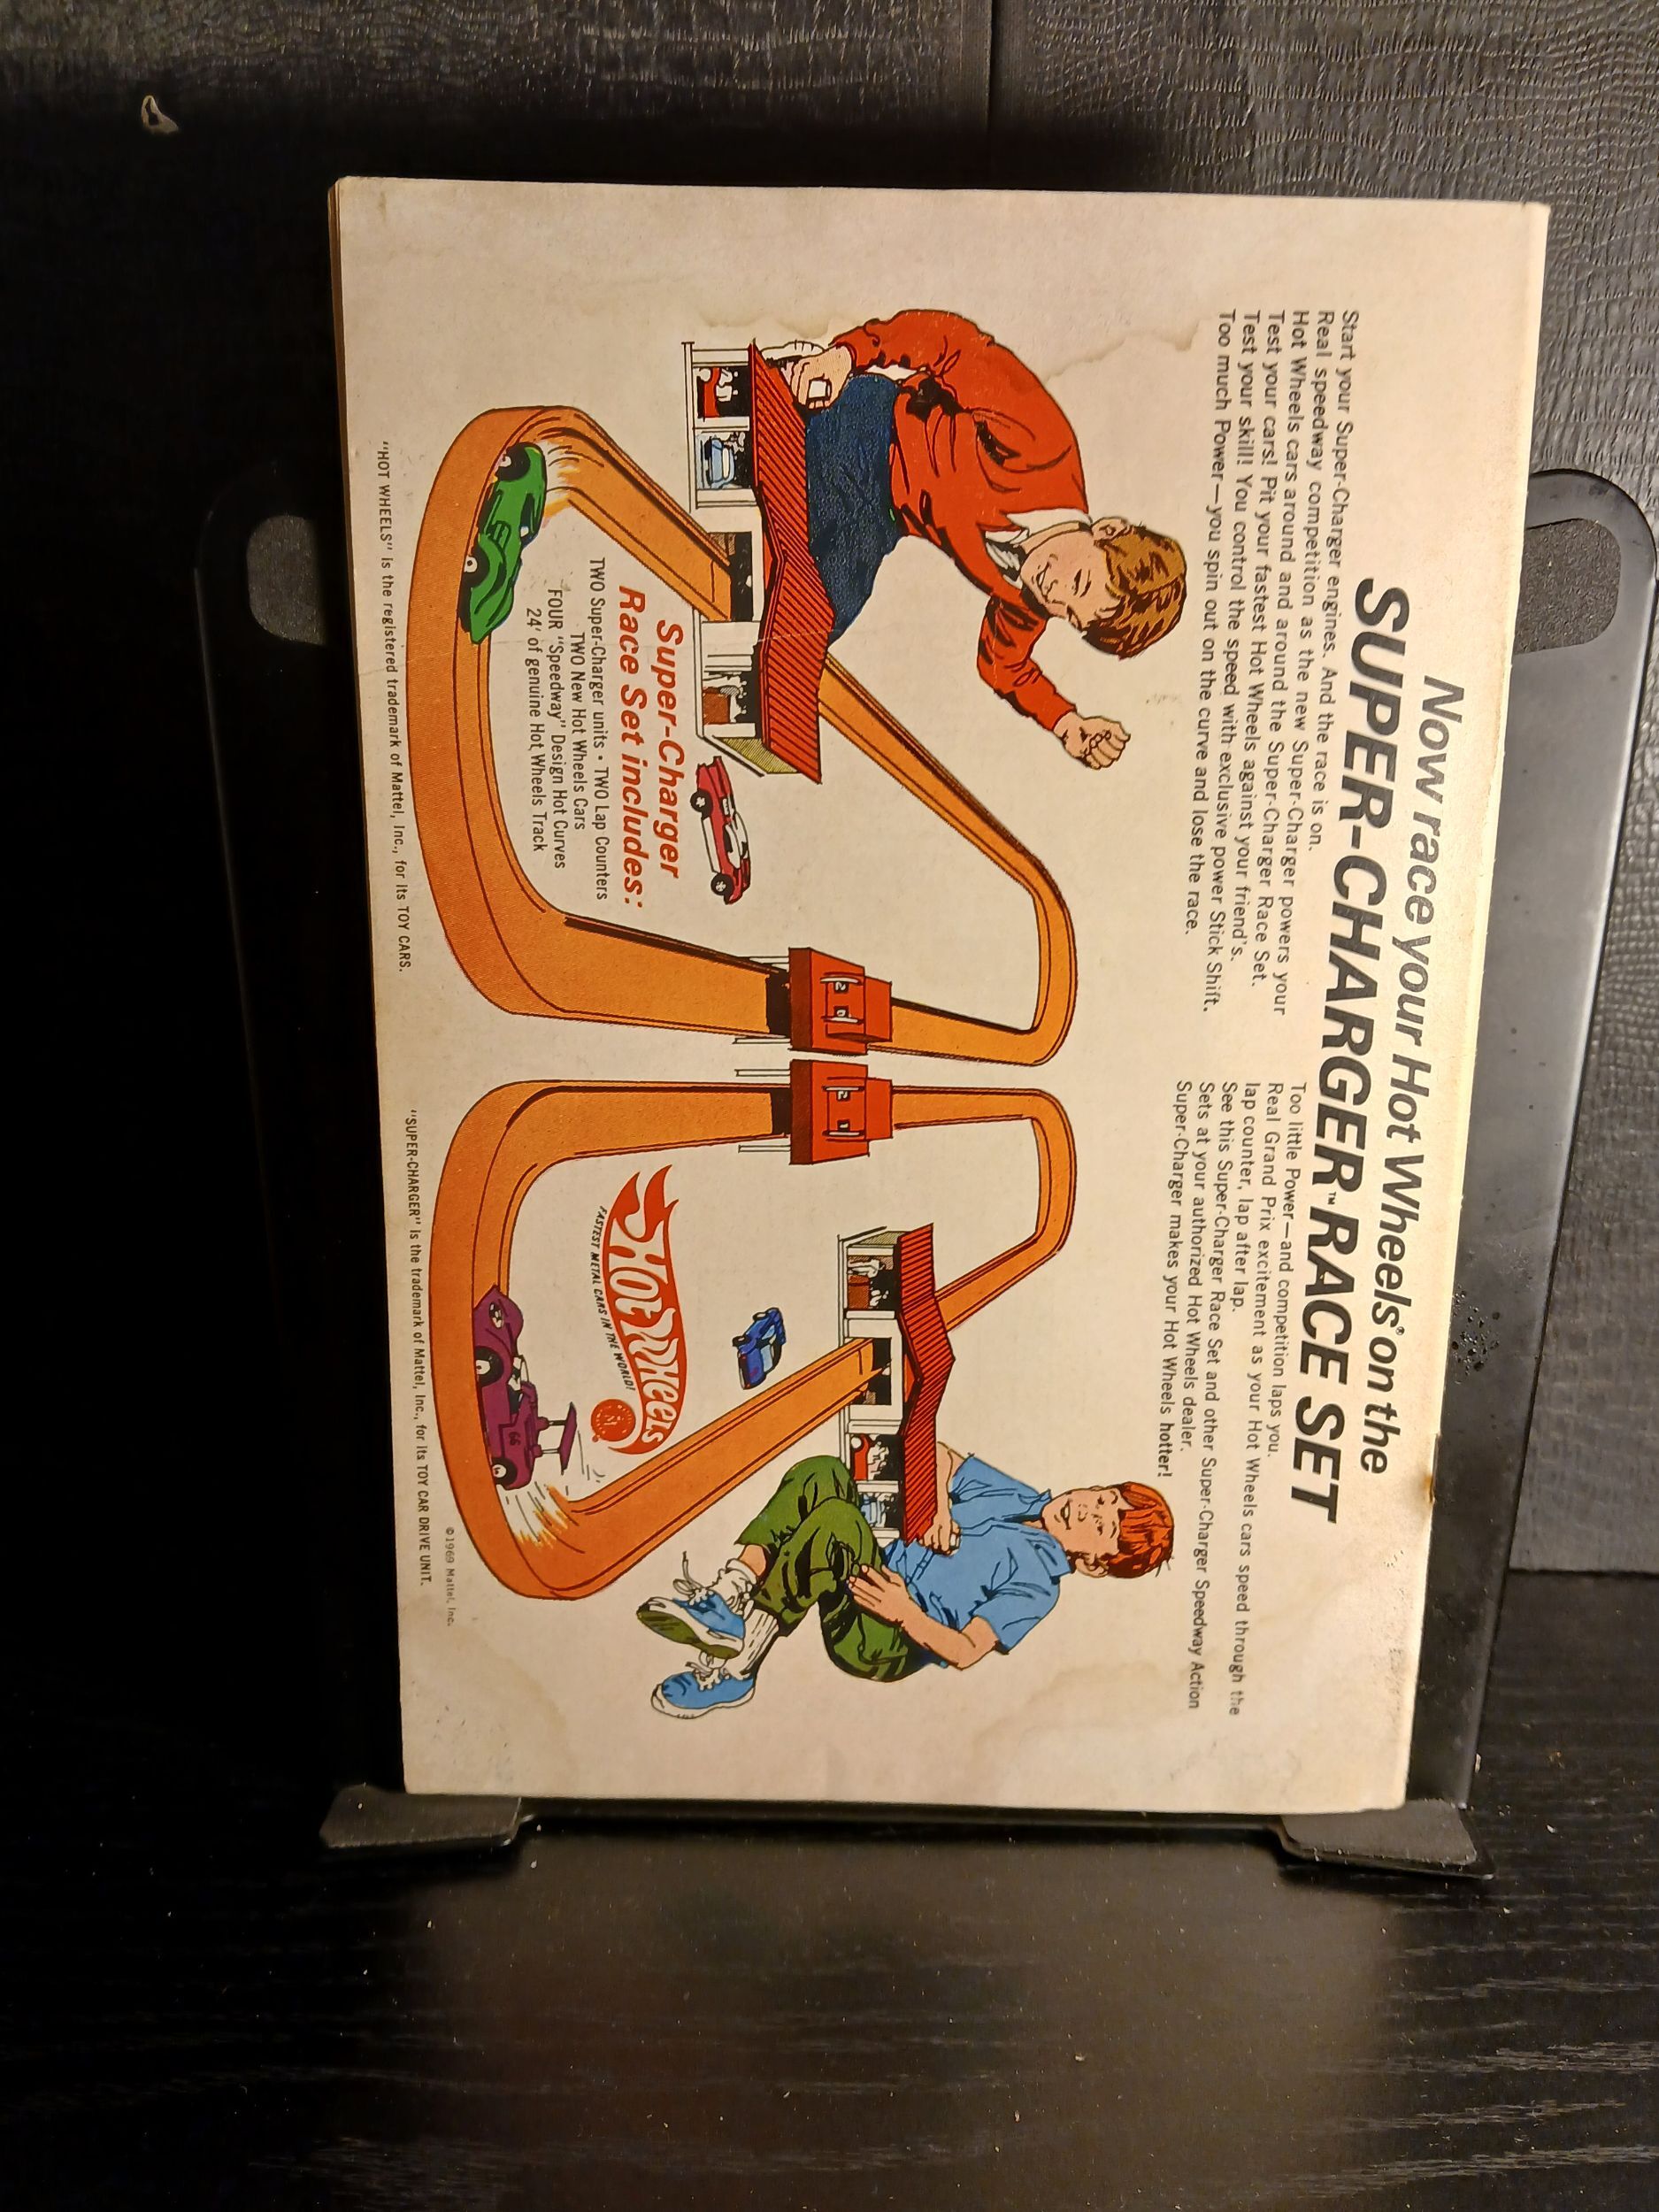 Now race your Hot Wheels® on the
SUPER-CHARGER™ RACE SET
Start your Super-Charger engines. And the race is on.
Real speedway competition as the new Super-Charger powers your
Hot Wheels cars around and around the Super-Charger Race Set.
Test your cars! Pit your fastest Hot Wheels against your friend's.
Test your skill! You control the speed with exclusive power Stick Shift.
Too much Power—you spin out on the curve and lose the race.
Too little Power—and competition laps you.
Real Grand Prix excitement as your Hot Wheels cars speed through the
lap counter, lap after lap.
See this Super-Charger Race Set and other Super-Charger Speedway Action
Sets at your authorized Hot Wheels dealer.
Super-Charger makes your Hot Wheels hotter!
2 0
2 0
Super-Charger
Race Set includes:
TWO Super-Charger units • TWO Lap Counters
TWO New Hot Wheels Cars
FOUR "Speedway" Design Hot Curves
24' of genuine Hot Wheels Track
Hot Wheels
FASTEST METAL CARS IN THE WORLD!
66
©1969 Mattel, Inc.
"HOT WHEELS" is the registered trademark of Mattel, Inc., for its TOY CARS.
"SUPER-CHARGER" is the trademark of Mattel, Inc., for its TOY CAR DRIVE UNIT.